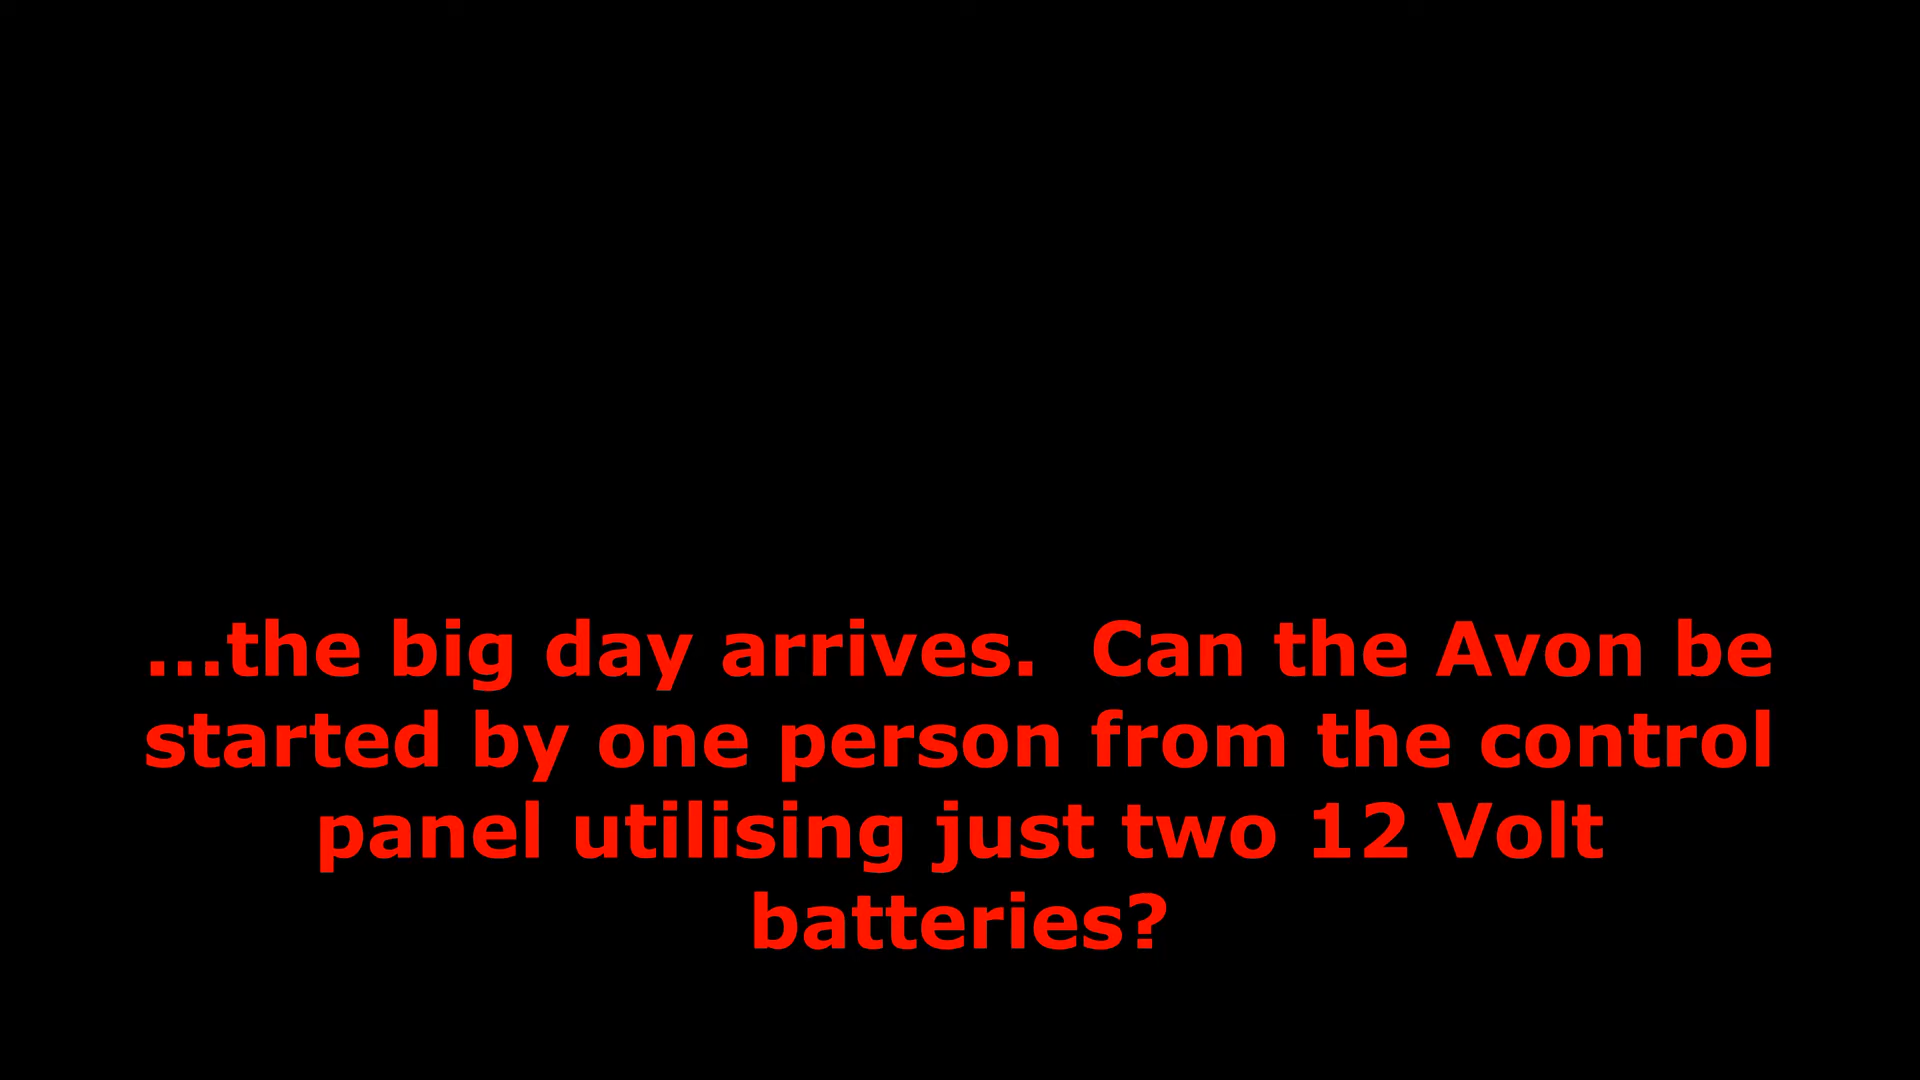 ...the big day arrives.  Can the Avon be
started by one person from the control
panel utilising just two 12 Volt
batteries?